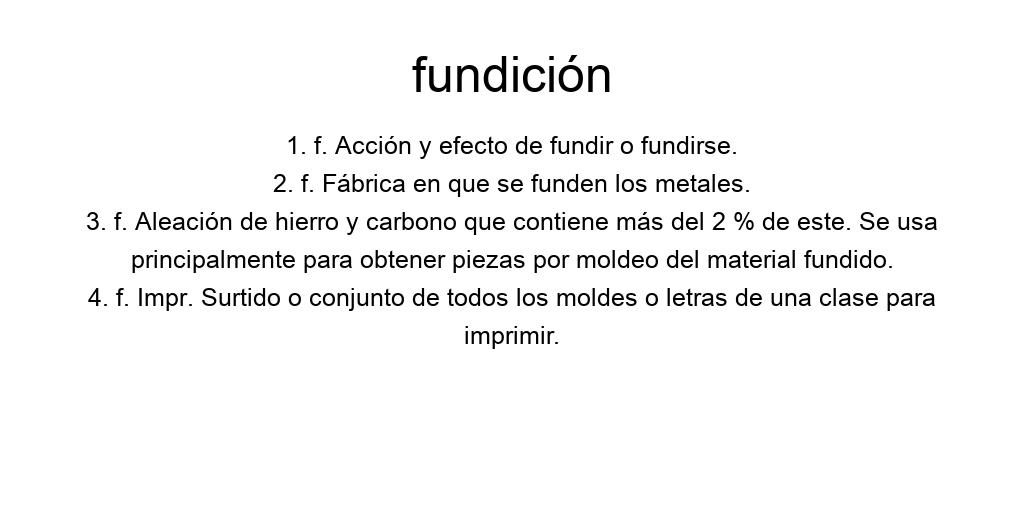 fundición
1. f. Acción y efecto de fundir o fundirse.
2. f. Fábrica en que se funden los metales.
3. f. Aleación de hierro y carbono que contiene más del 2 % de este. Se usa
principalmente para obtener piezas por moldeo del material fundido.
4. f. Impr. Surtido o conjunto de todos los moldes o letras de una clase para
imprimir.